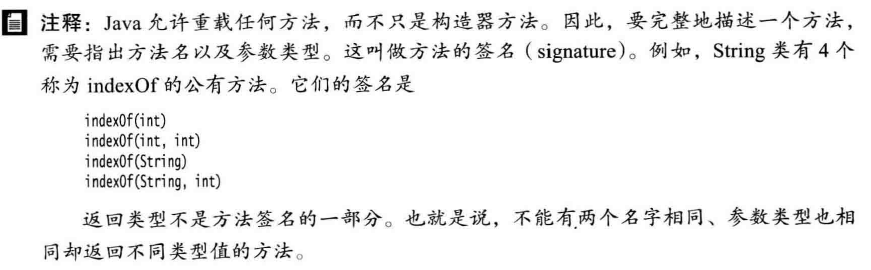 注释：Java 允许重载任何方法，而不只是构造器方法。因此，要完整地描述一个方法，
需要指出方法名以及参数类型。这叫做方法的签名（signature）。例如，String 类有 4 个
称为 indexOf 的公有方法。它们的签名是
indexOf(int)
indexOf(int, int)
indexOf(String)
indexOf(String, int)
返回类型不是方法签名的一部分。也就是说，不能有两个名字相同、参数类型也相
同却返回不同类型值的方法。